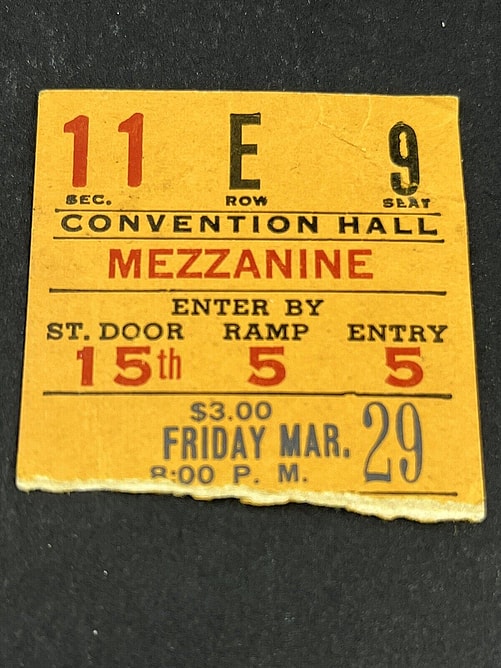 11 E 9
SEC. ROW SEAT
CONVENTION HALL
MEZZANINE
ENTER BY
ST. DOOR RAMP ENTRY
15th 5 5
$3.00
FRIDAY MAR. 29
8:00 P. M.